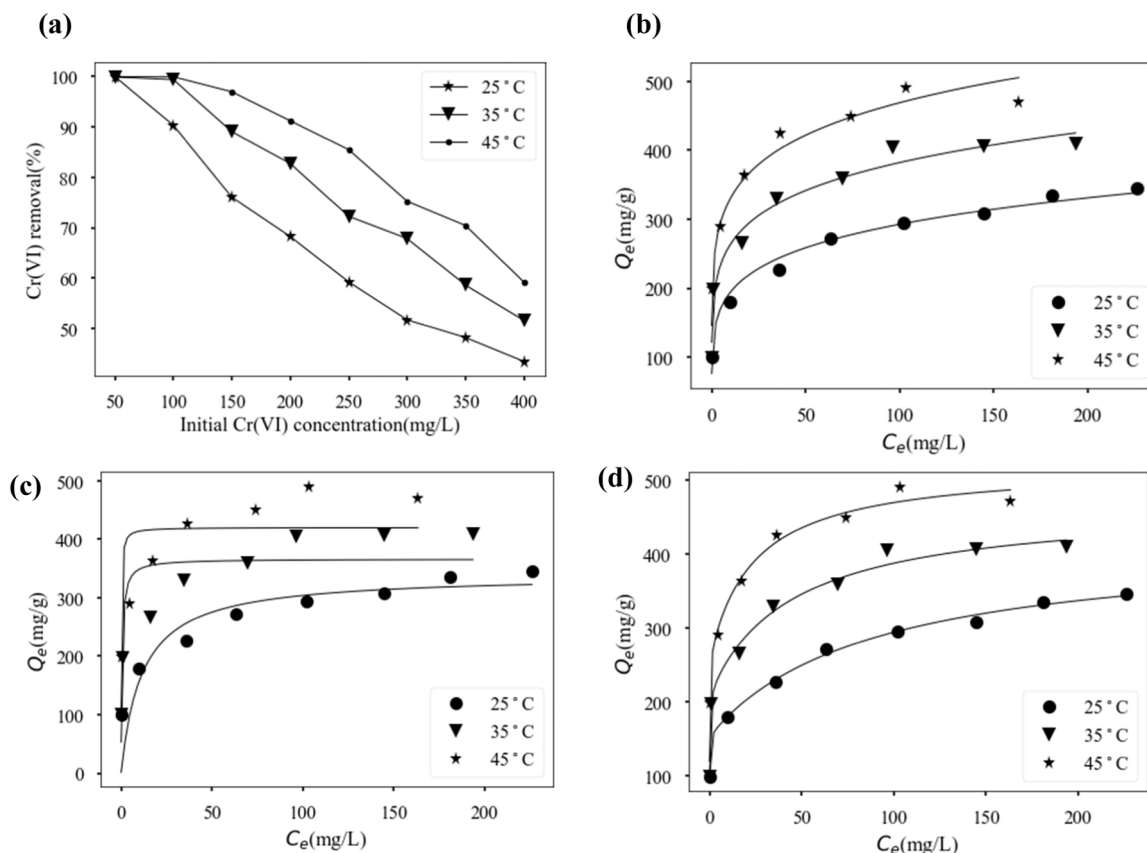 (a)
100
90
80
70
60
50
Cr(VI) removal(%)
50 100 150 200 250 300 350 400
Initial Cr(VI) concentration(mg/L)
25°C
35°C
45°C
(b)
500
400
300
200
100
Qe(mg/g)
0 50 100 150 200
Ce(mg/L)
25°C
35°C
45°C
(c)
500
400
300
200
100
0
Qe(mg/g)
0 50 100 150 200
Ce(mg/L)
25°C
35°C
45°C
(d)
500
400
300
200
100
Qe(mg/g)
0 50 100 150 200
Ce(mg/L)
25°C
35°C
45°C